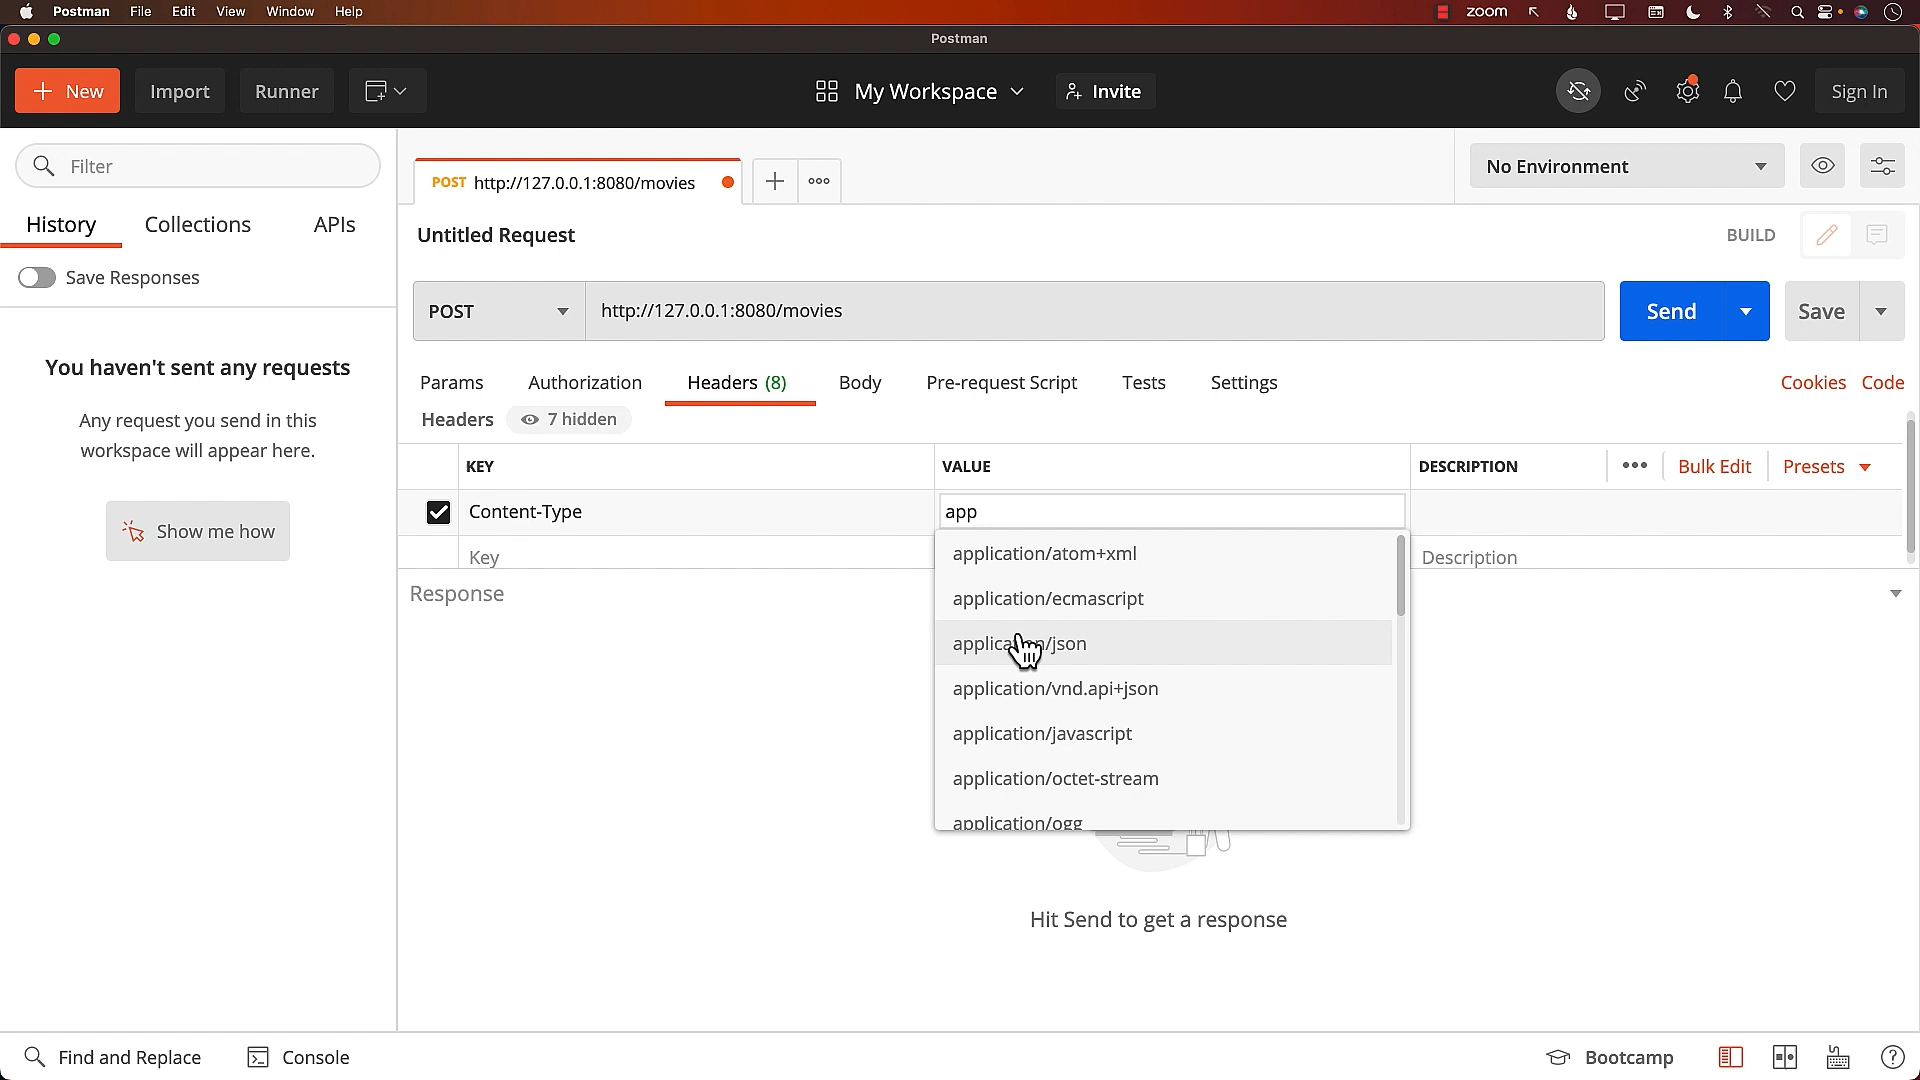 Postman File Edit View Window Help zoom
Postman
New Import Runner My Workspace Invite Sign In
Filter
POST http://127.0.0.1:8080/movies
No Environment
History Collections APIs
Untitled Request
BUILD
Save Responses
POST http://127.0.0.1:8080/movies Send Save
You haven't sent any requests
Any request you send in this
workspace will appear here.
Show me how
Params Authorization Headers (8) Body Pre-request Script Tests Settings Cookies Code
Headers 7 hidden
KEY VALUE DESCRIPTION Bulk Edit Presets
Content-Type app
Key Description
application/atom+xml
application/ecmascript
application/json
application/vnd.api+json
application/javascript
application/octet-stream
application/ogg
Response
Hit Send to get a response
Find and Replace Console Bootcamp